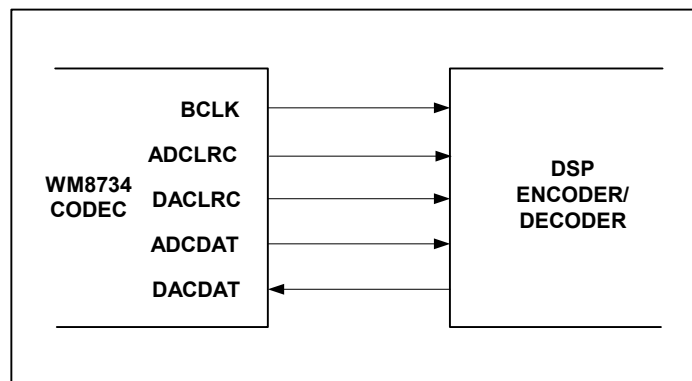 WM8734
CODEC
BCLK
ADCLRC
DACLRC
ADCDAT
DACDAT
DSP
ENCODER/
DECODER